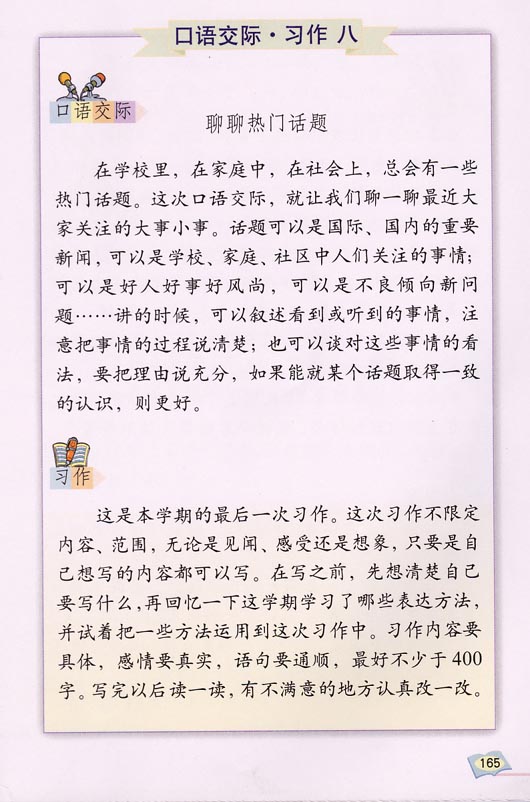 口语交际·习作 八
口语交际
聊聊热门话题
在学校里，在家庭中，在社会上，总会有一些
热门话题。这次口语交际，就让我们聊一聊最近大
家关注的大事小事。话题可以是国际、国内的重要
新闻，可以是学校、家庭、社区中人们关注的事情；
可以是好人好事好风尚，可以是不良倾向新问
题……讲的时候，可以叙述看到或听到的事情，注
意把事情的过程说清楚；也可以谈对这些事情的看
法，要把理由说充分，如果能就某个话题取得一致
的认识，则更好。
习作
这是本学期的最后一次习作。这次习作不限定
内容、范围，无论是见闻、感受还是想象，只要是自
己想写的内容都可以写。在写之前，先想清楚自己
要写什么，再回忆一下这学期学习了哪些表达方法，
并试着把一些方法运用到这次习作中。习作内容要
具体，感情要真实，语句要通顺，最好不少于 400
字。写完以后读一读，有不满意的地方认真改一改。
165